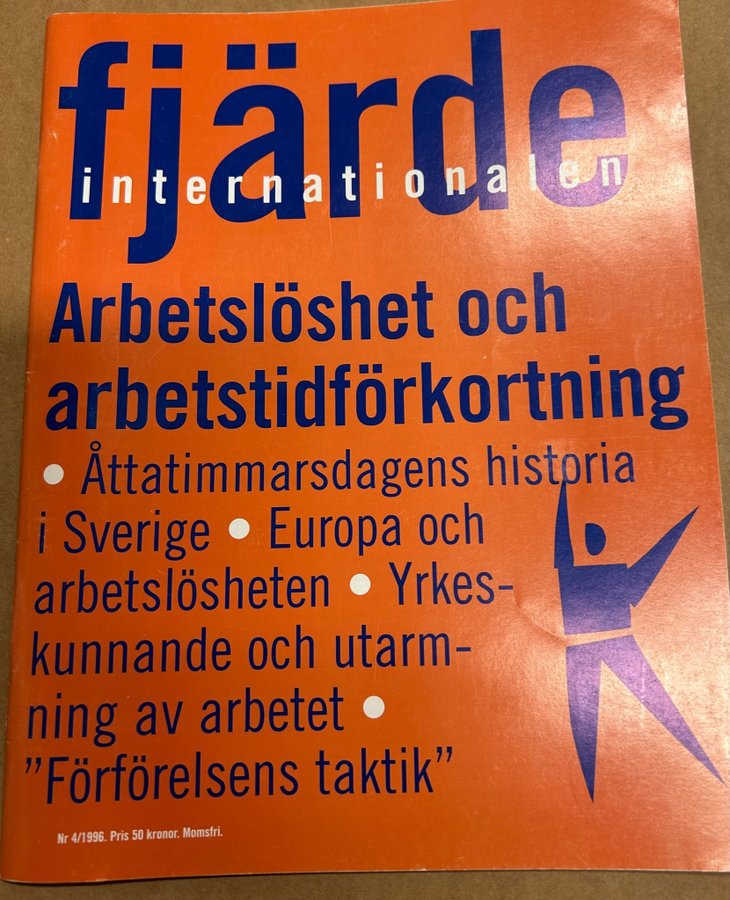 fjärde
internationalen
Arbetslöshet och
arbetstidförkortning
• Åttatimmarsdagens historia
i Sverige • Europa och
arbetslösheten • Yrkes-
kunnande och utarm-
ning av arbetet •
”Förförelsens taktik”
Nr 4/1996. Pris 50 kronor. Momsfri.